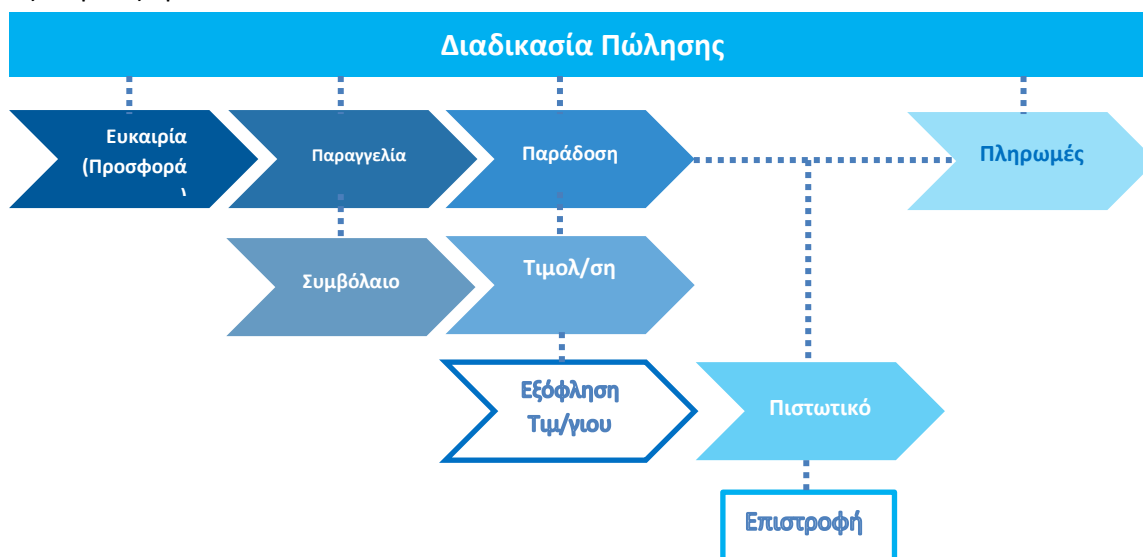 Διαδικασία Πώλησης
Ευκαιρία
(Προσφορά
Παραγγελία
Παράδοση
Πληρωμές
Συμβόλαιο
Τιμολ/ση
Εξόφληση
Τιμ/γιου
Πιστωτικό
Επιστροφή